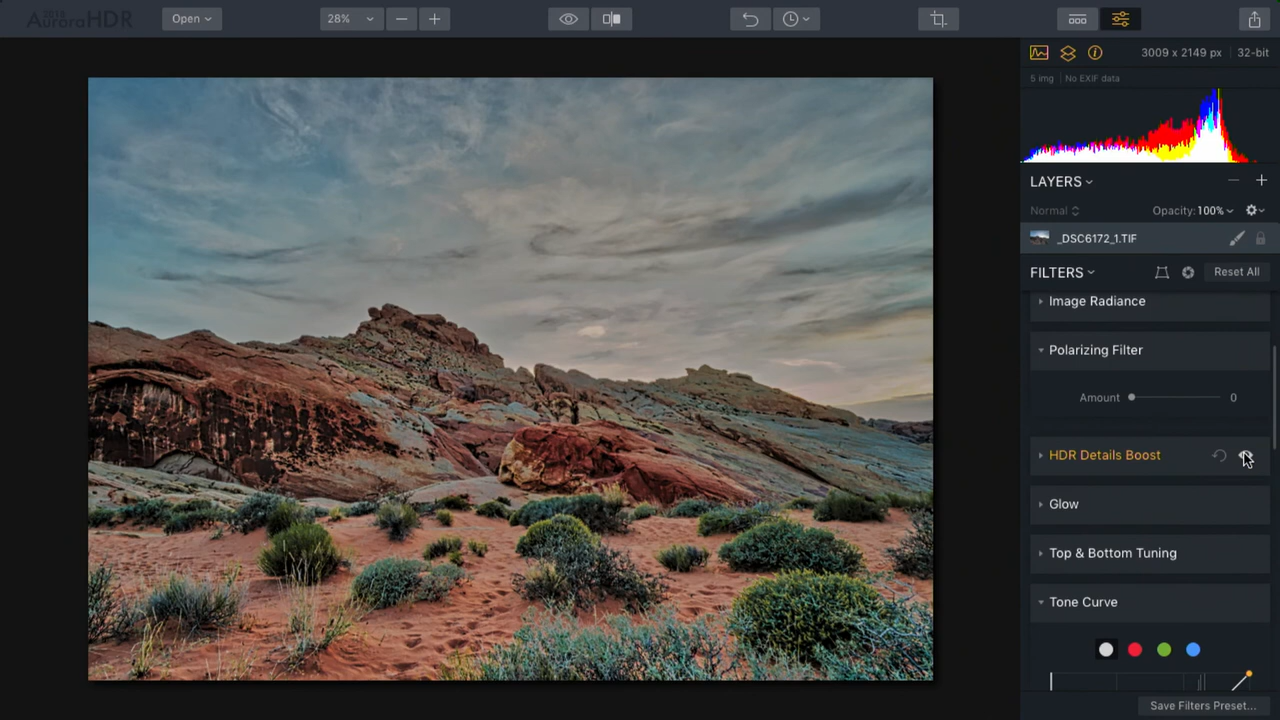 2018
AuroraHDR
Open
28%
3009 x 2149 px
32-bit
5 img
No EXIF data
LAYERS
Normal
Opacity: 100%
_DSC6172_1.TIF
FILTERS
Reset All
Image Radiance
Polarizing Filter
Amount
0
HDR Details Boost
Glow
Top & Bottom Tuning
Tone Curve
Save Filters Preset...